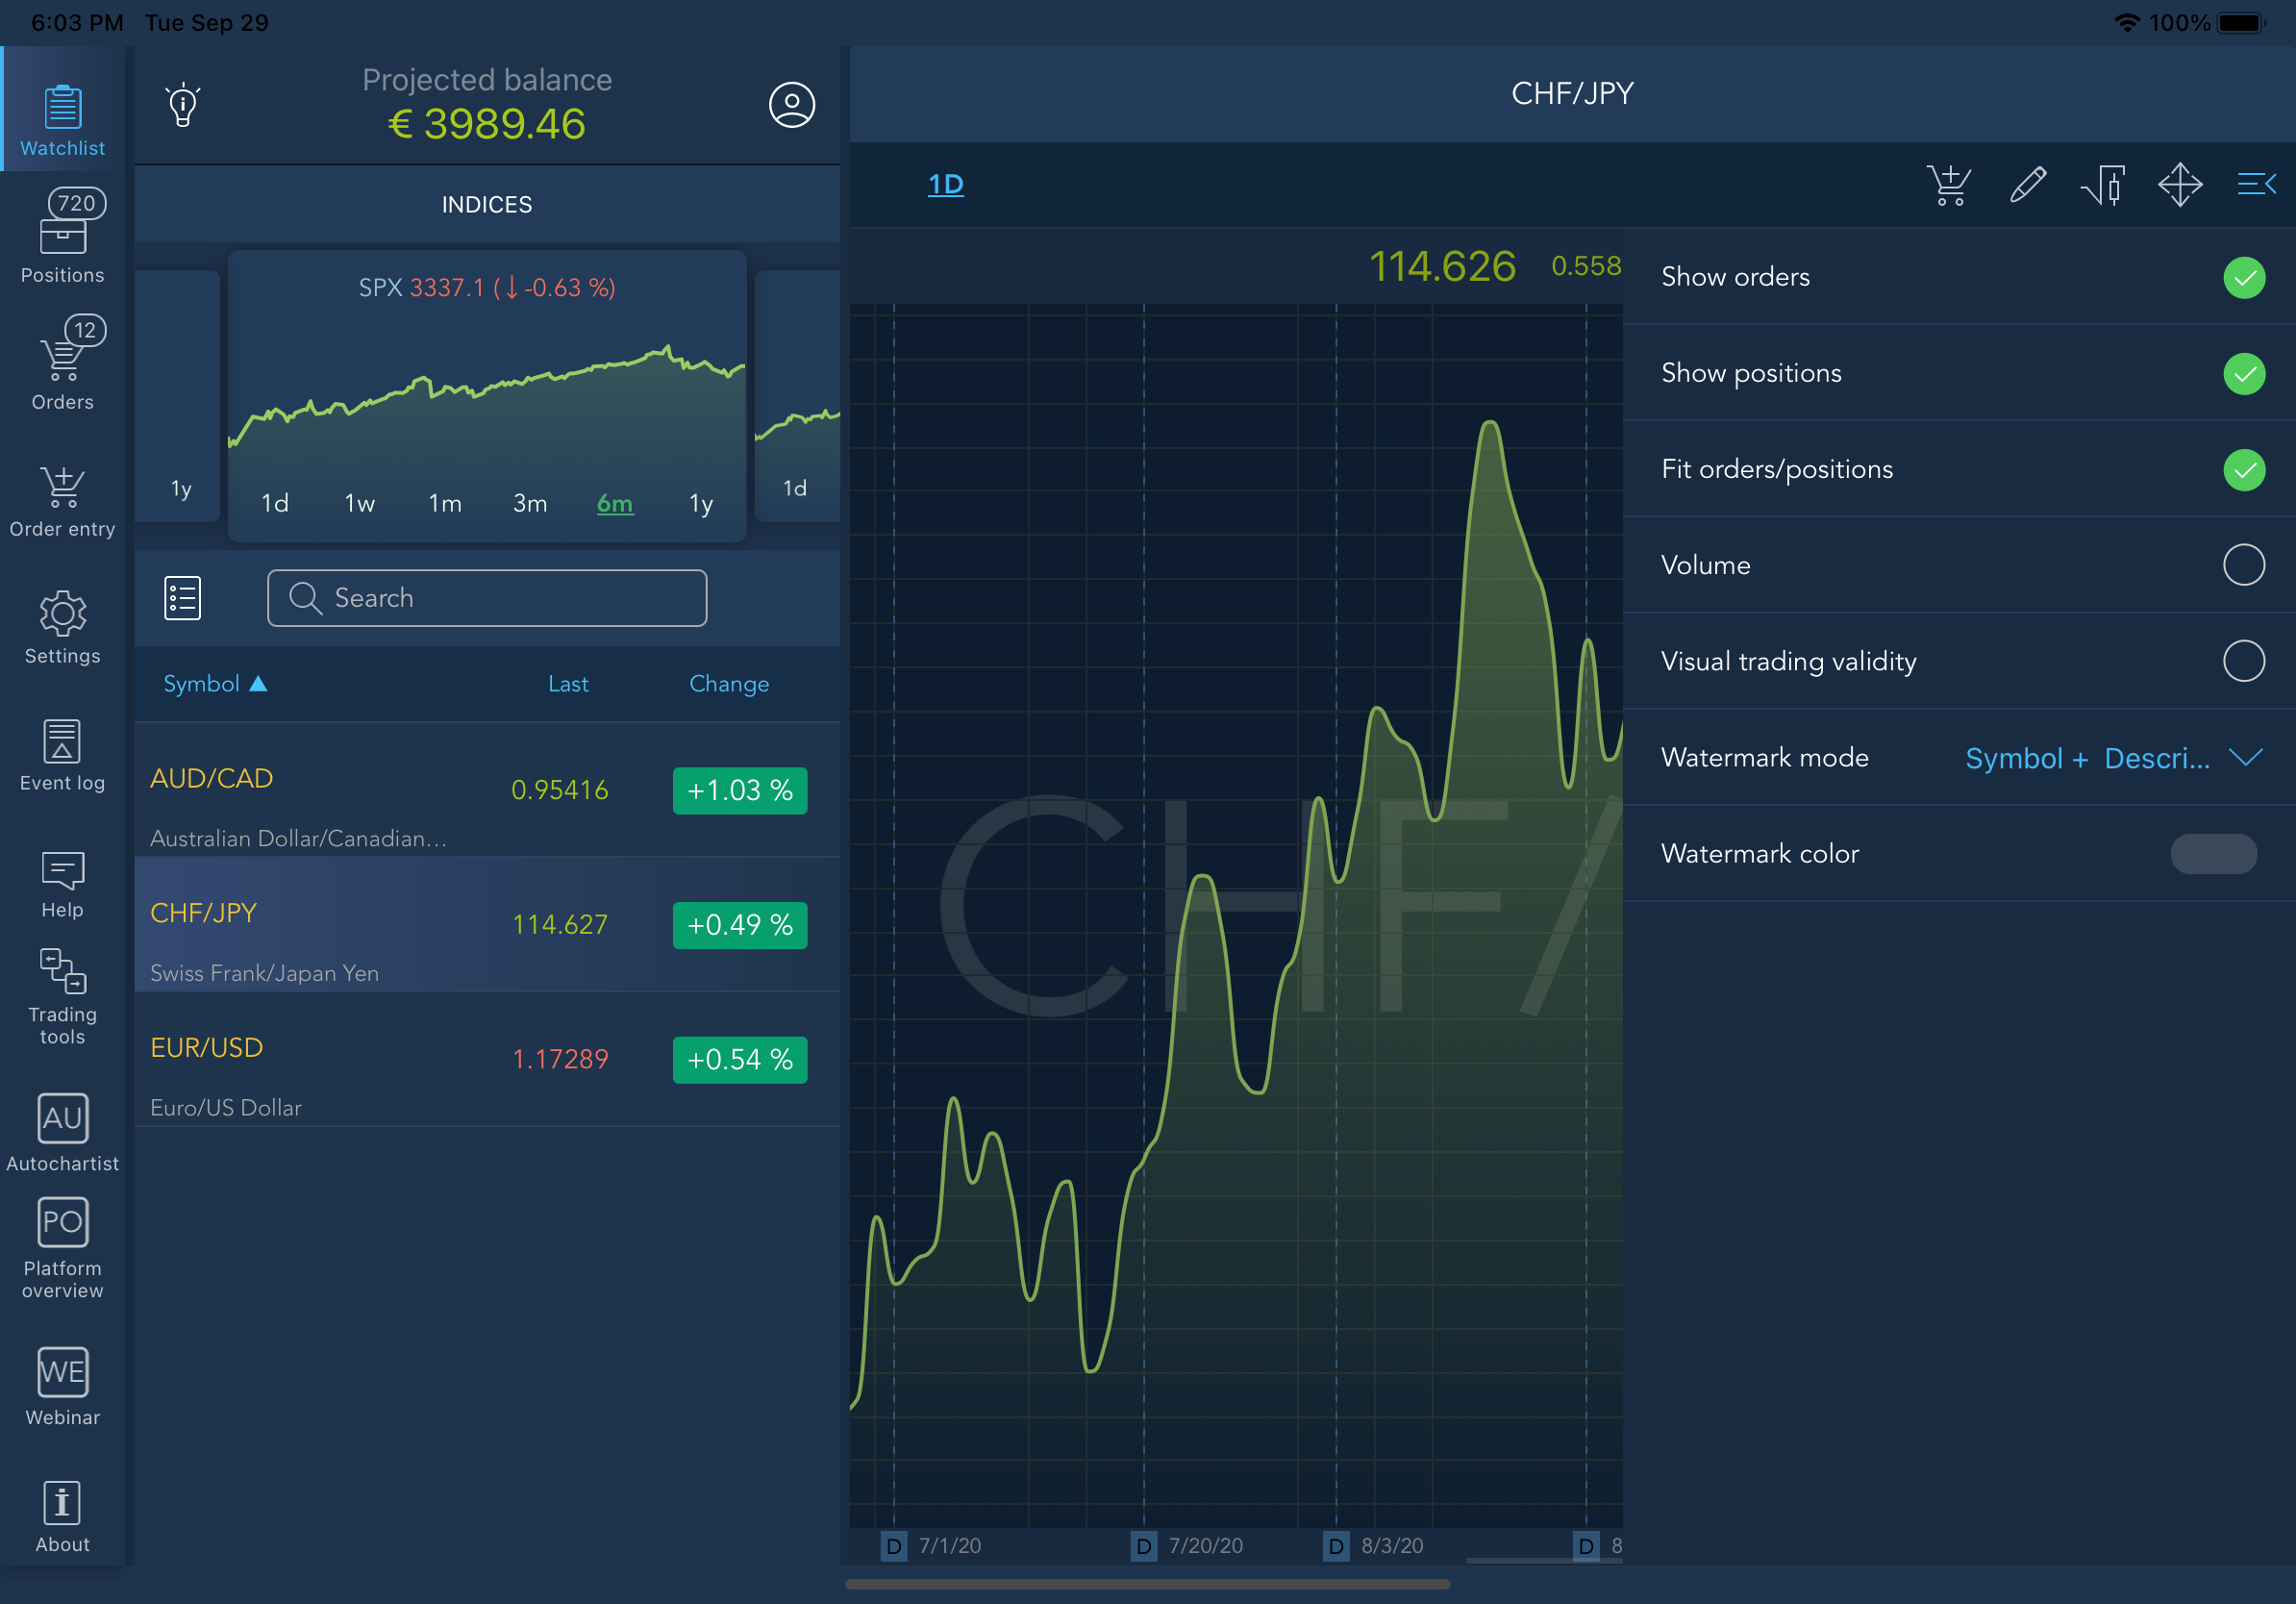 6:03 PM Tue Sep 29
100%
Watchlist
720
Positions
12
Orders
Order entry
Settings
Event log
Help
Trading
tools
AU
Autochartist
PO
Platform
overview
WE
Webinar
About
Projected balance
€ 3989.46
INDICES
1y
SPX 3337.1 (↓-0.63 %)
1d 1w 1m 3m 6m 1y
1d
Search
Symbol ▲ Last Change
AUD/CAD 0.95416 +1.03 %
Australian Dollar/Canadian...
CHF/JPY 114.627 +0.49 %
Swiss Frank/Japan Yen
EUR/USD 1.17289 +0.54 %
Euro/US Dollar
CHF/JPY
1D
114.626 0.558
CHF/
D 7/1/20 D 7/20/20 D 8/3/20 D 8
Show orders
Show positions
Fit orders/positions
Volume
Visual trading validity
Watermark mode Symbol + Descri...
Watermark color